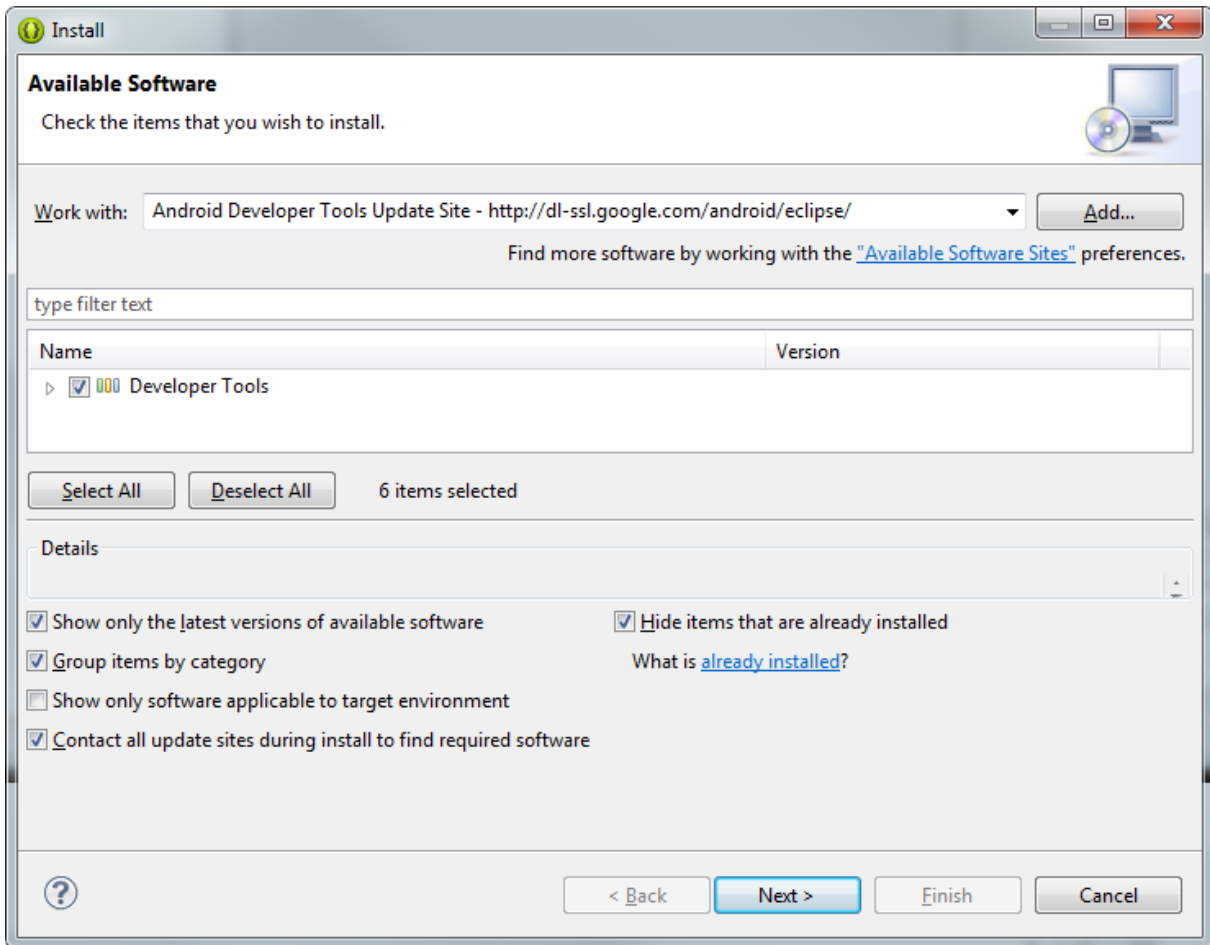 Install
Available Software
Check the items that you wish to install.
Work with: Android Developer Tools Update Site - http://dl-ssl.google.com/android/eclipse/ Add...
Find more software by working with the "Available Software Sites" preferences.
type filter text
Name Version
Developer Tools
Select All Deselect All 6 items selected
Details
Show only the latest versions of available software Hide items that are already installed
Group items by category What is already installed?
Show only software applicable to target environment
Contact all update sites during install to find required software
? < Back Next > Finish Cancel